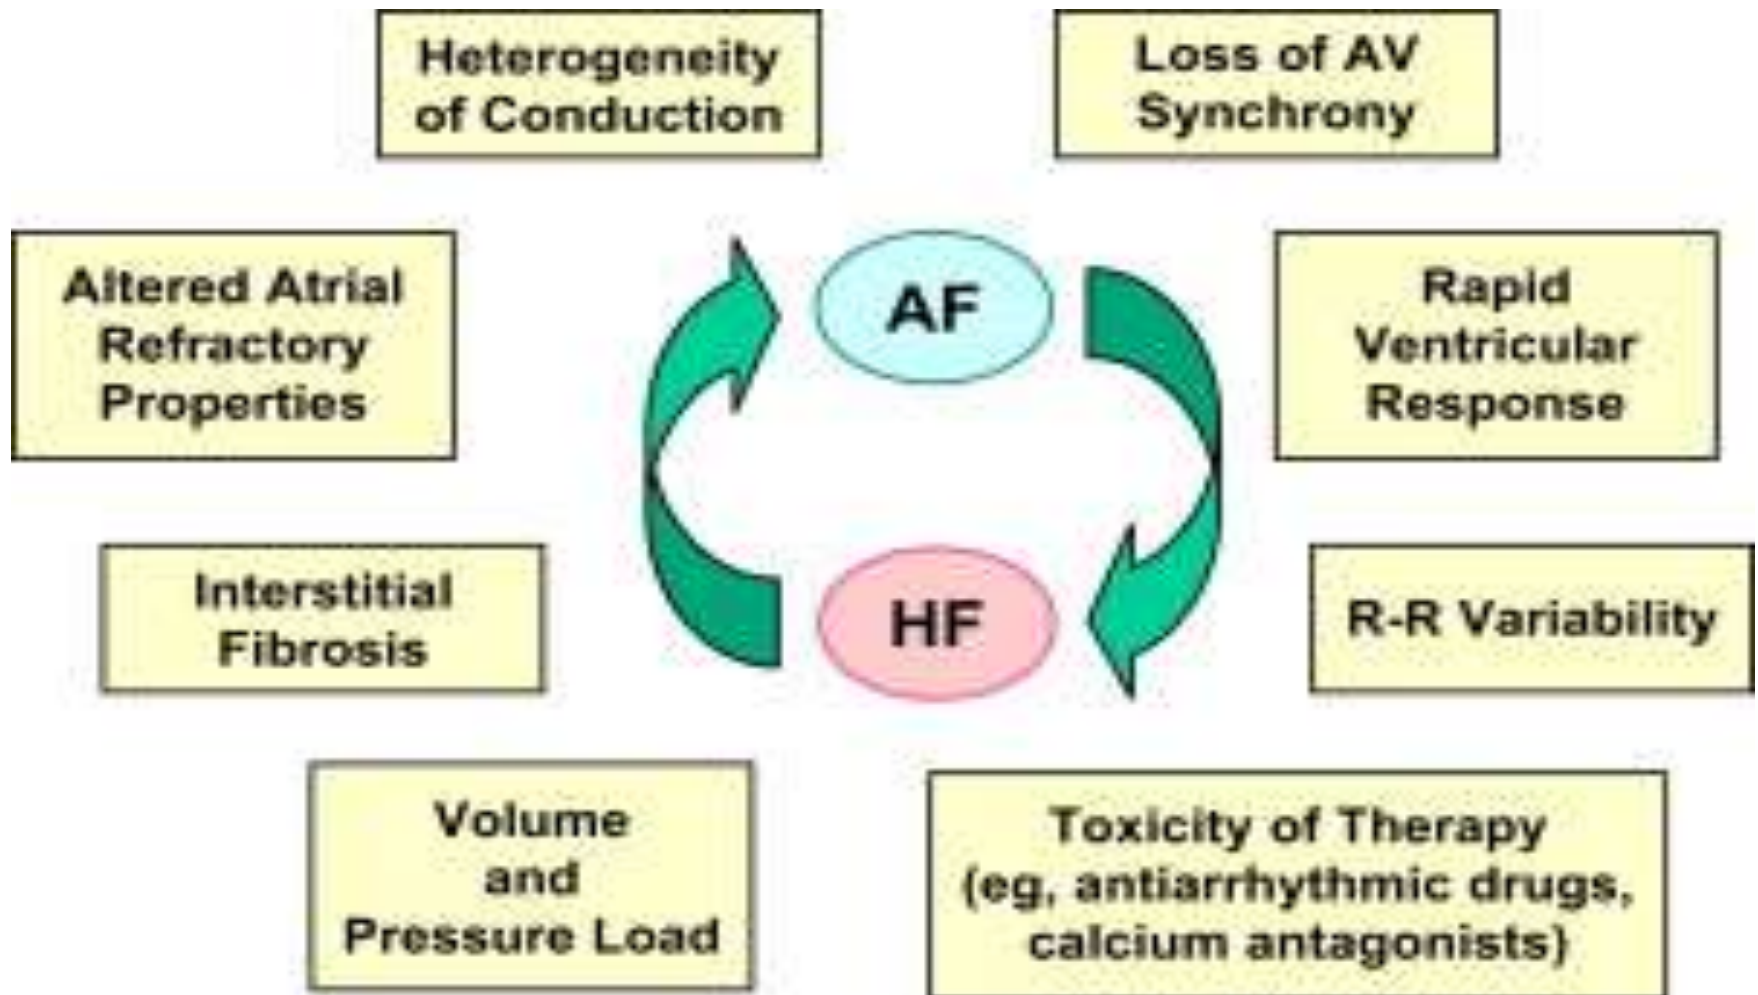 Heterogeneity
of Conduction
Loss of AV
Synchrony
Altered Atrial
Refractory
Properties
AF
Rapid
Ventricular
Response
Interstitial
Fibrosis
HF
R-R Variability
Volume
and
Pressure Load
Toxicity of Therapy
(eg, antiarrhythmic drugs,
calcium antagonists)